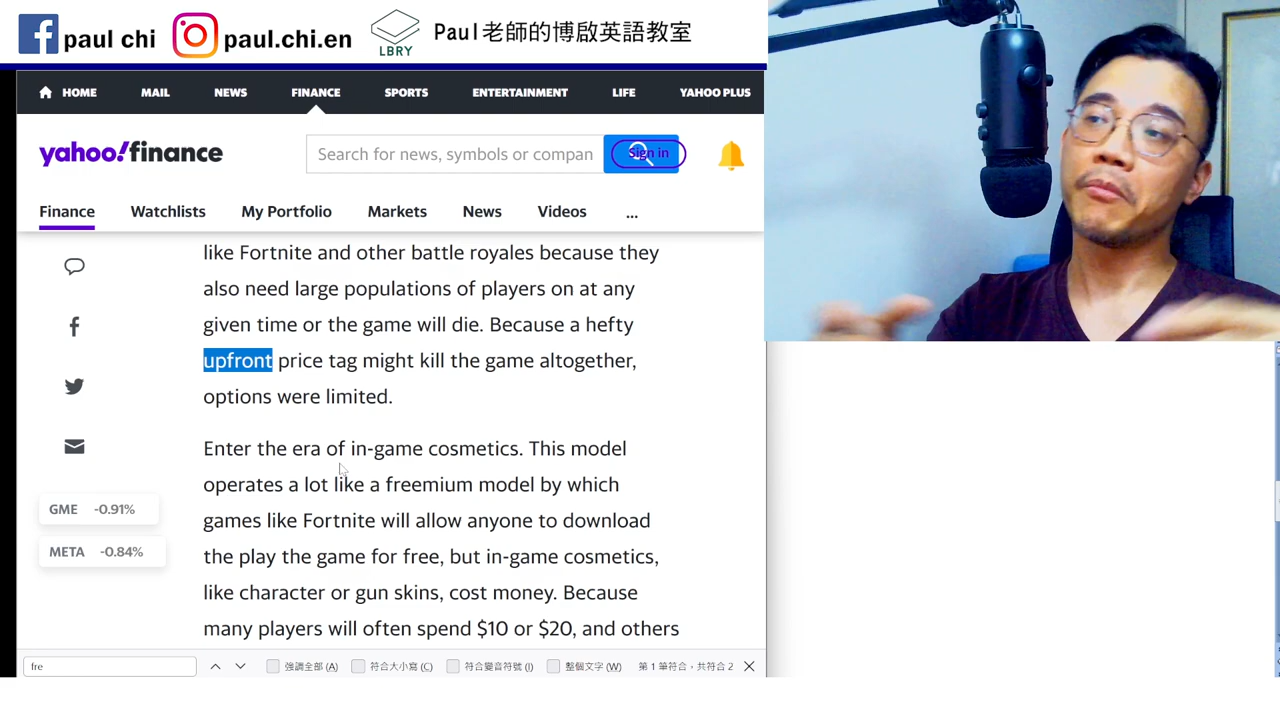 paul chi
paul.chi.en
LBRY
Paul老師的博啟英語教室
HOME MAIL NEWS FINANCE SPORTS ENTERTAINMENT LIFE YAHOO PLUS
yahoo!finance
Search for news, symbols or compan
Sign in
Finance Watchlists My Portfolio Markets News Videos ...
like Fortnite and other battle royales because they
also need large populations of players on at any
given time or the game will die. Because a hefty
upfront price tag might kill the game altogether,
options were limited.
Enter the era of in-game cosmetics. This model
operates a lot like a freemium model by which
games like Fortnite will allow anyone to download
the play the game for free, but in-game cosmetics,
like character or gun skins, cost money. Because
many players will often spend $10 or $20, and others
GME -0.91%
META -0.84%
fre
強調全部 (A) 符合大小寫 (C) 符合變音符號 (I) 整個文字 (W) 第 1 筆符合，共符合 2